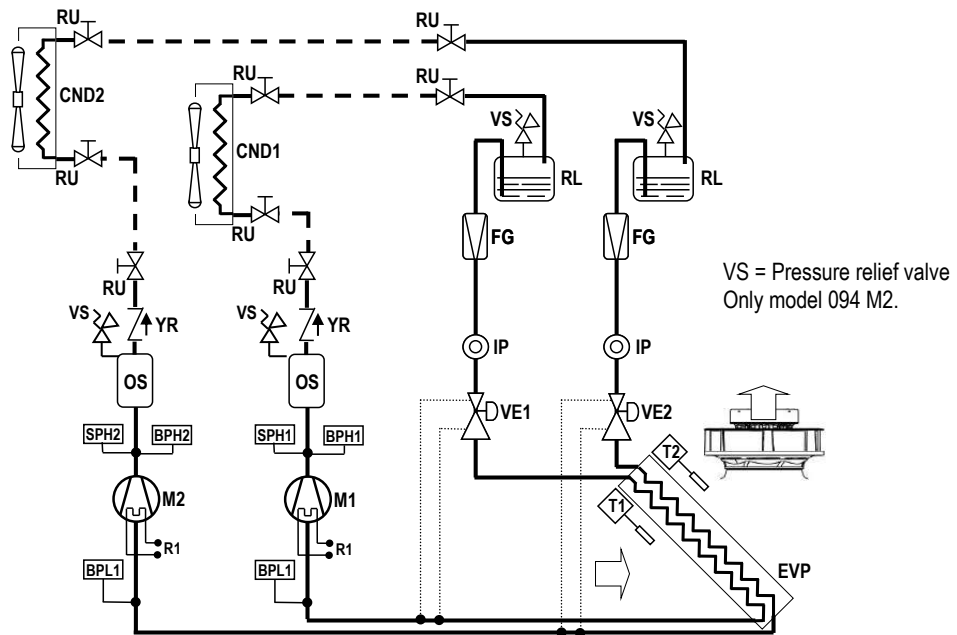 RU
RU
CND2
RU
RU
VS
VS
CND1
RL
RL
RU
RU
FG
FG
VS = Pressure relief valve
Only model 094 M2.
RU
RU
VS
YR
VS
YR
IP
IP
OS
OS
VE1
VE2
SPH2
BPH2
SPH1
BPH1
T2
M2
M1
T1
R1
R1
BPL1
BPL1
EVP